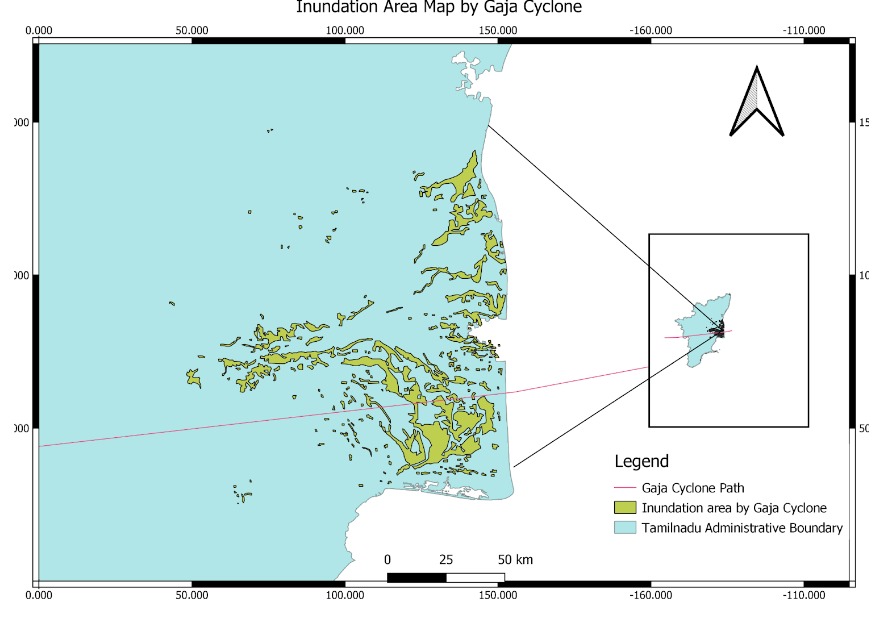 Inundation Area Map by Gaja Cyclone
0.000 50.000 100.000 150.000 -160.000 -110.000
000 15
000 10
000 50
Legend
Gaja Cyclone Path
Inundation area by Gaja Cyclone
Tamilnadu Administrative Boundary
0 25 50 km
0.000 50.000 100.000 150.000 -160.000 -110.000